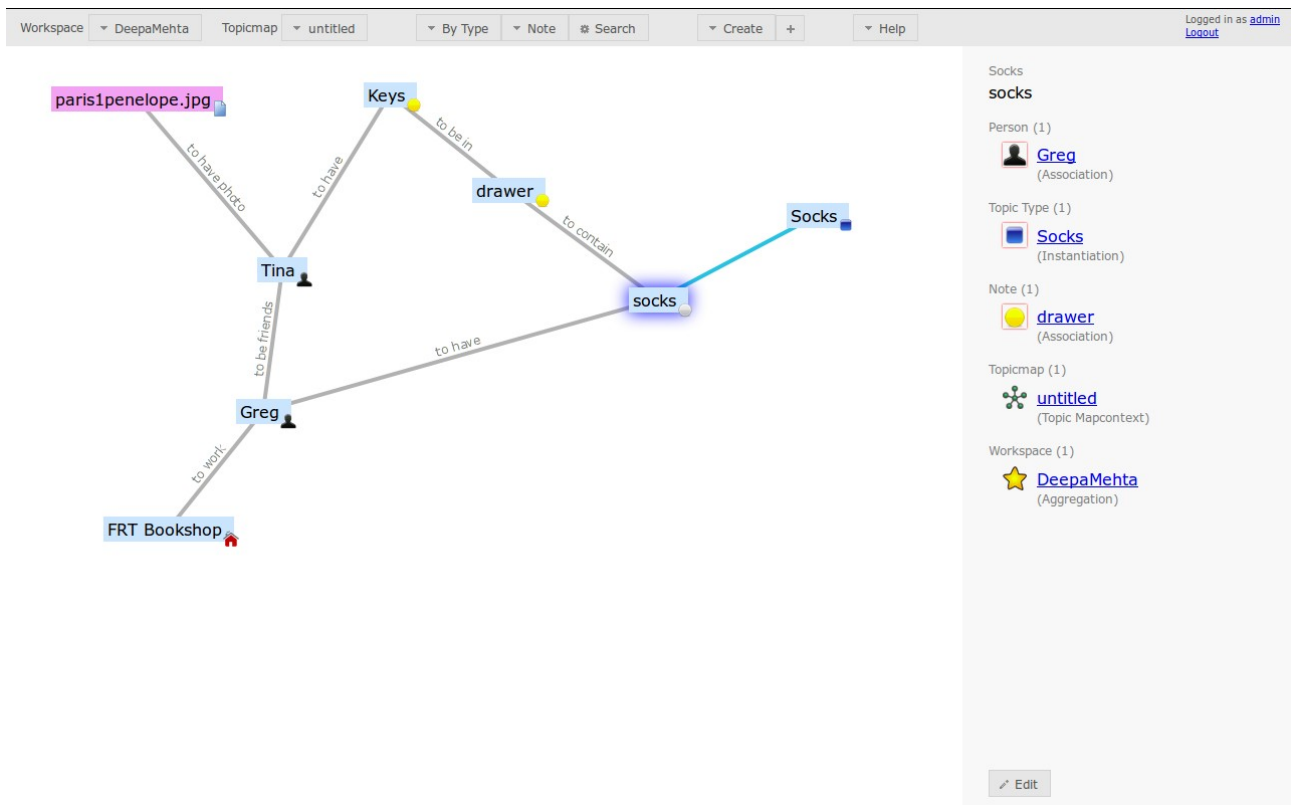 Workspace DeepaMehta Topicmap untitled By Type Note Search Create + Help
Logged in as admin
Logout
paris1penelope.jpg
Keys
to be in
to have photo
to have
drawer
to contain
Socks
Tina
socks
to be friends
to have
Greg
to work
FRT Bookshop
Socks
socks
Person (1)
Greg
(Association)
Topic Type (1)
Socks
(Instantiation)
Note (1)
drawer
(Association)
Topicmap (1)
untitled
(Topic Mapcontext)
Workspace (1)
DeepaMehta
(Aggregation)
Edit